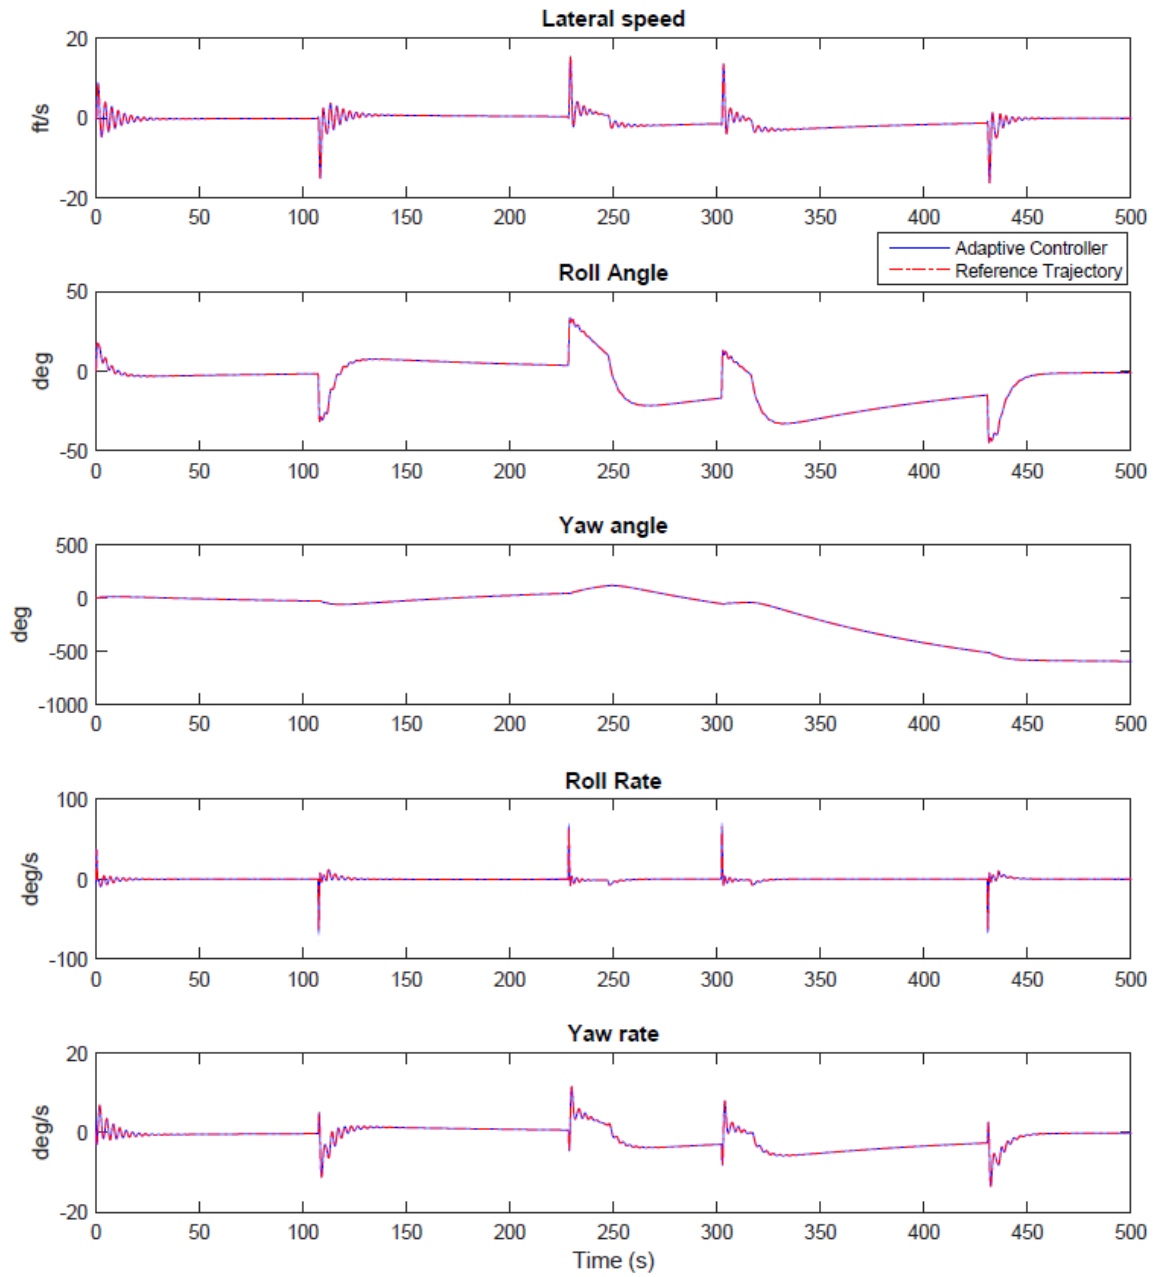 Lateral speed
20
0
-20
ft/s
0 50 100 150 200 250 300 350 400 450 500
Adaptive Controller
Reference Trajectory
Roll Angle
50
0
-50
deg
0 50 100 150 200 250 300 350 400 450 500
Yaw angle
500
0
-500
-1000
deg
0 50 100 150 200 250 300 350 400 450 500
Roll Rate
100
0
-100
deg/s
0 50 100 150 200 250 300 350 400 450 500
Yaw rate
20
0
-20
deg/s
0 50 100 150 200 250 300 350 400 450 500
Time (s)